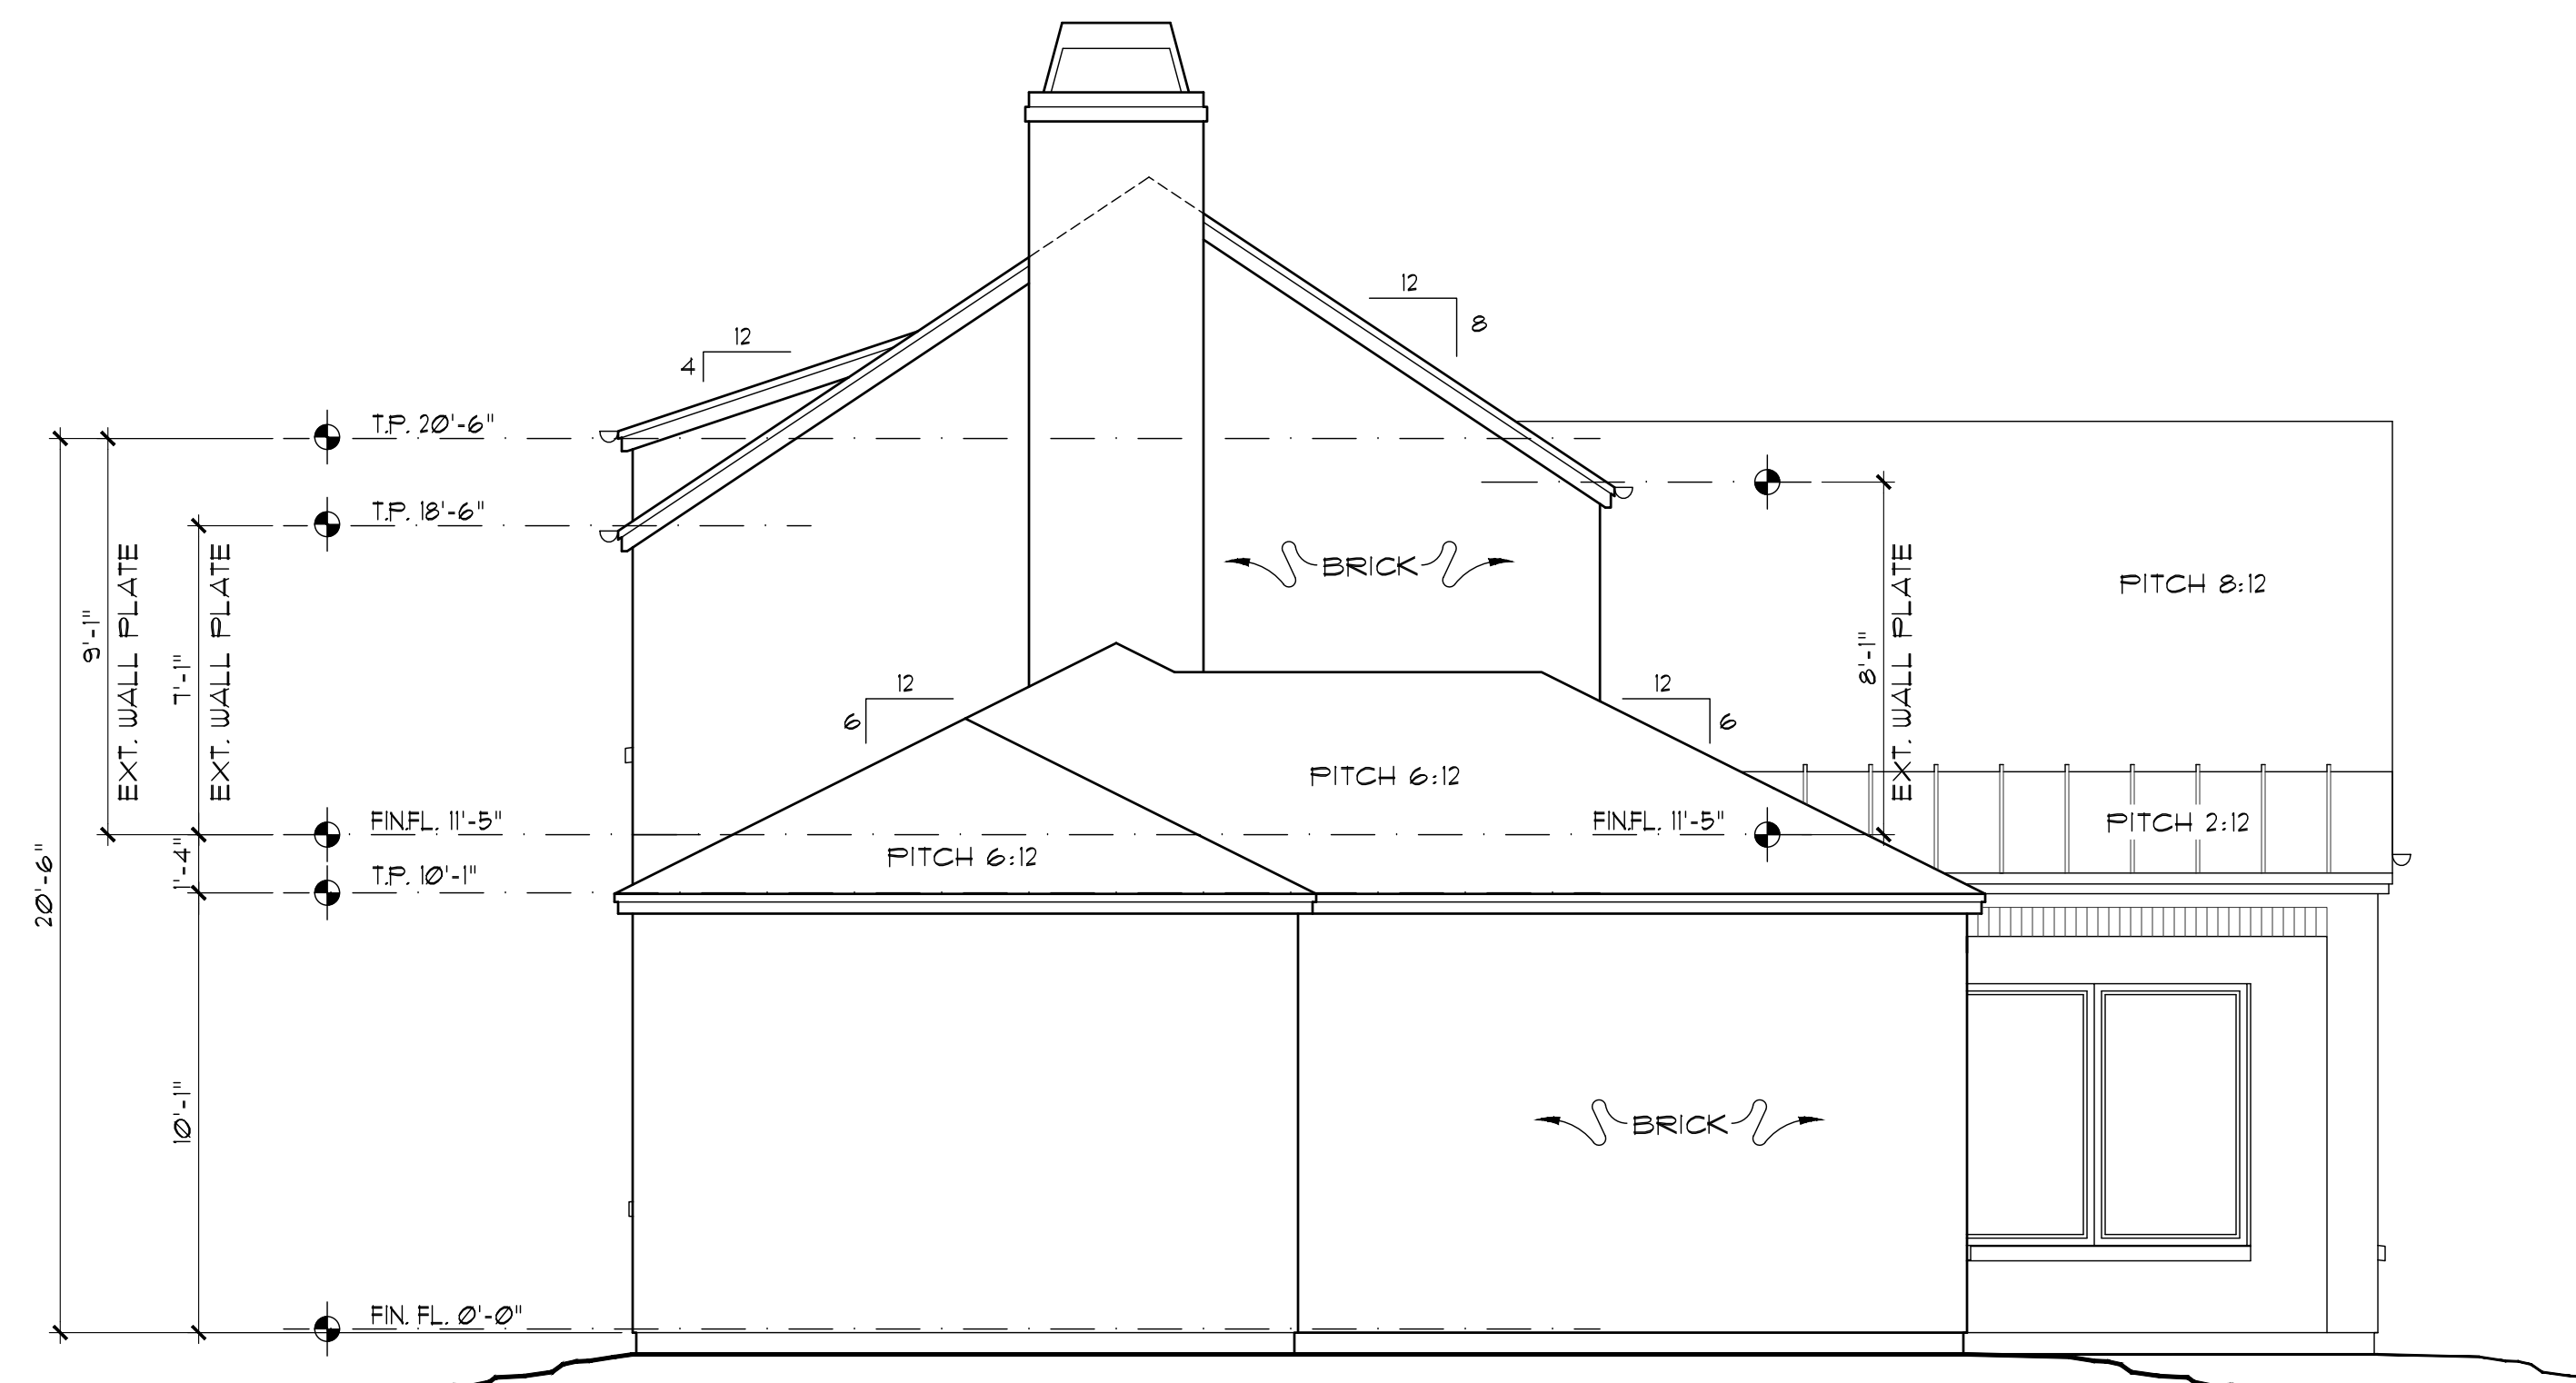 12
8
12
4
T.P. 20'-6"
T.P. 18'-6"
BRICK
PITCH 8:12
EXT. WALL PLATE
EXT. WALL PLATE
EXT. WALL PLATE
9'-1"
7'-1"
8'-1"
12
6
12
6
PITCH 6:12
FIN.FL. 11'-5"
FIN.FL. 11'-5"
PITCH 2:12
PITCH 6:12
1'-4"
T.P. 10'-1"
20'-6"
10'-1"
BRICK
FIN. FL. 0'-0"